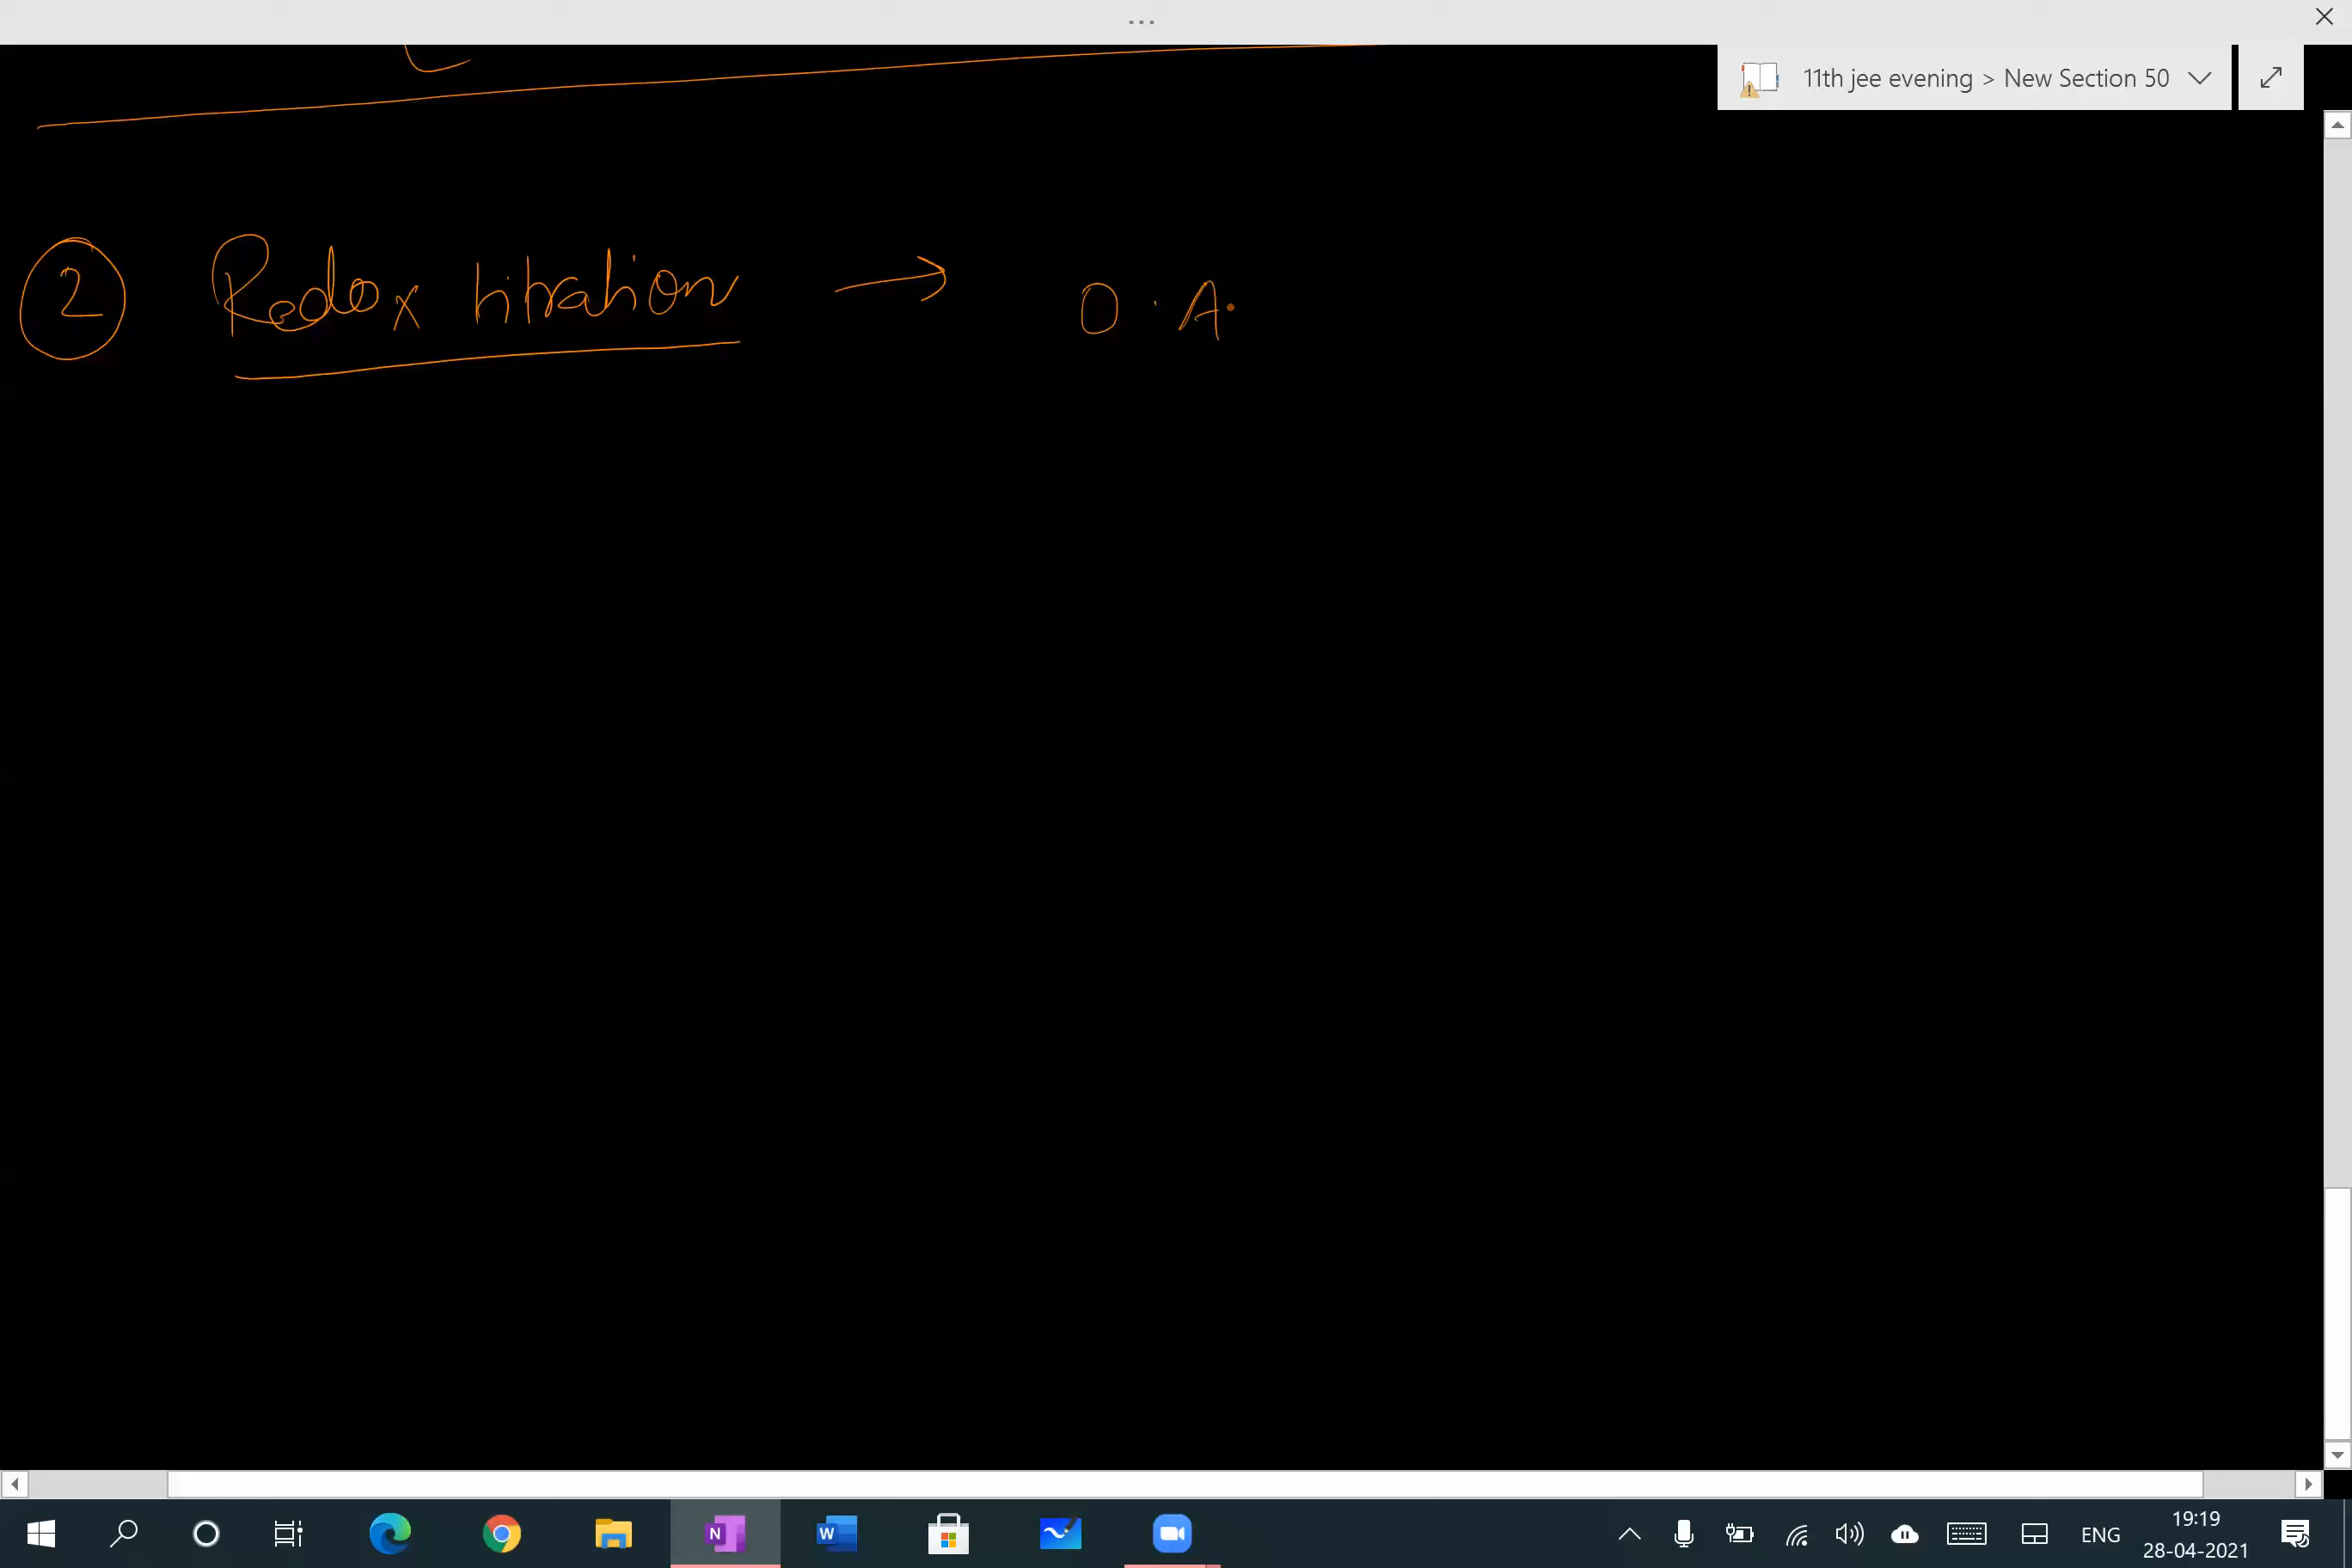 ...
11th jee evening > New Section 50
② Redox titration → O.A.
ENG
19:19
28-04-2021